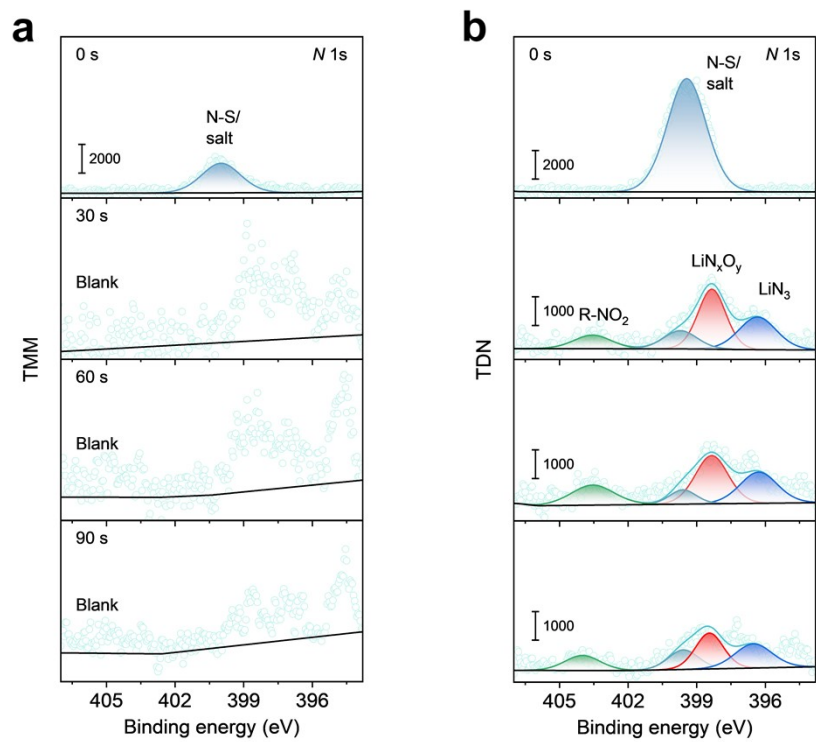 a
0 s
N 1s
N-S/
salt
2000
30 s
Blank
60 s
Blank
90 s
Blank
TMM
405
402
399
396
Binding energy (eV)
b
0 s
N 1s
N-S/
salt
2000
LiNxOy
LiN3
1000
R-NO2
1000
1000
TDN
405
402
399
396
Binding energy (eV)